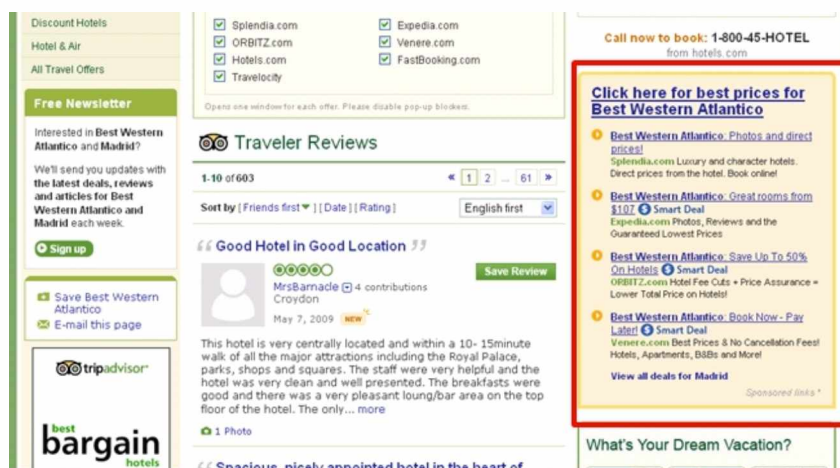 Discount Hotels
Hotel & Air
All Travel Offers
Free Newsletter
Interested in Best Western
Atlantico and Madrid?
We'll send you updates with
the latest deals, reviews
and articles for Best
Western Atlantico and
Madrid each week.
Sign up
Save Best Western
Atlantico
E-mail this page
tripadvisor
best
bargain
hotels
Splendia.com
Expedia.com
ORBITZ.com
Venere.com
Hotels.com
FastBooking.com
Travelocity
Opens one window for each offer. Please disable pop-up blockers.
Traveler Reviews
1-10 of 603
« 1 2 ... 61 »
Sort by [ Friends first ] [ Date ] [ Rating ]
English first
Good Hotel in Good Location
Save Review
MrsBarnacle 4 contributions
Croydon
May 7, 2009 NEW
This hotel is very centrally located and within a 10- 15minute
walk of all the major attractions including the Royal Palace,
parks, shops and squares. The staff were very helpful and the
hotel was very clean and well presented. The breakfasts were
good and there was a very pleasant loung/bar area on the top
floor of the hotel. The only... more
1 Photo
Spacious, nicely appointed hotel in the heart of
Call now to book: 1-800-45-HOTEL
from hotels.com
Click here for best prices for
Best Western Atlantico
Best Western Atlantico: Photos and direct
prices!
Splendia.com Luxury and character hotels.
Direct prices from the hotel. Book online!
Best Western Atlantico: Great rooms from
$107 Smart Deal
Expedia.com Photos, Reviews and the
Guaranteed Lowest Prices
Best Western Atlantico: Save Up To 50%
On Hotels Smart Deal
ORBITZ.com Hotel Fee Cuts + Price Assurance =
Lower Total Price on Hotels!
Best Western Atlantico: Book Now - Pay
Later! Smart Deal
Venere.com Best Prices & No Cancellation Fees!
Hotels, Apartments, B&Bs and More!
View all deals for Madrid
Sponsored links *
What's Your Dream Vacation?